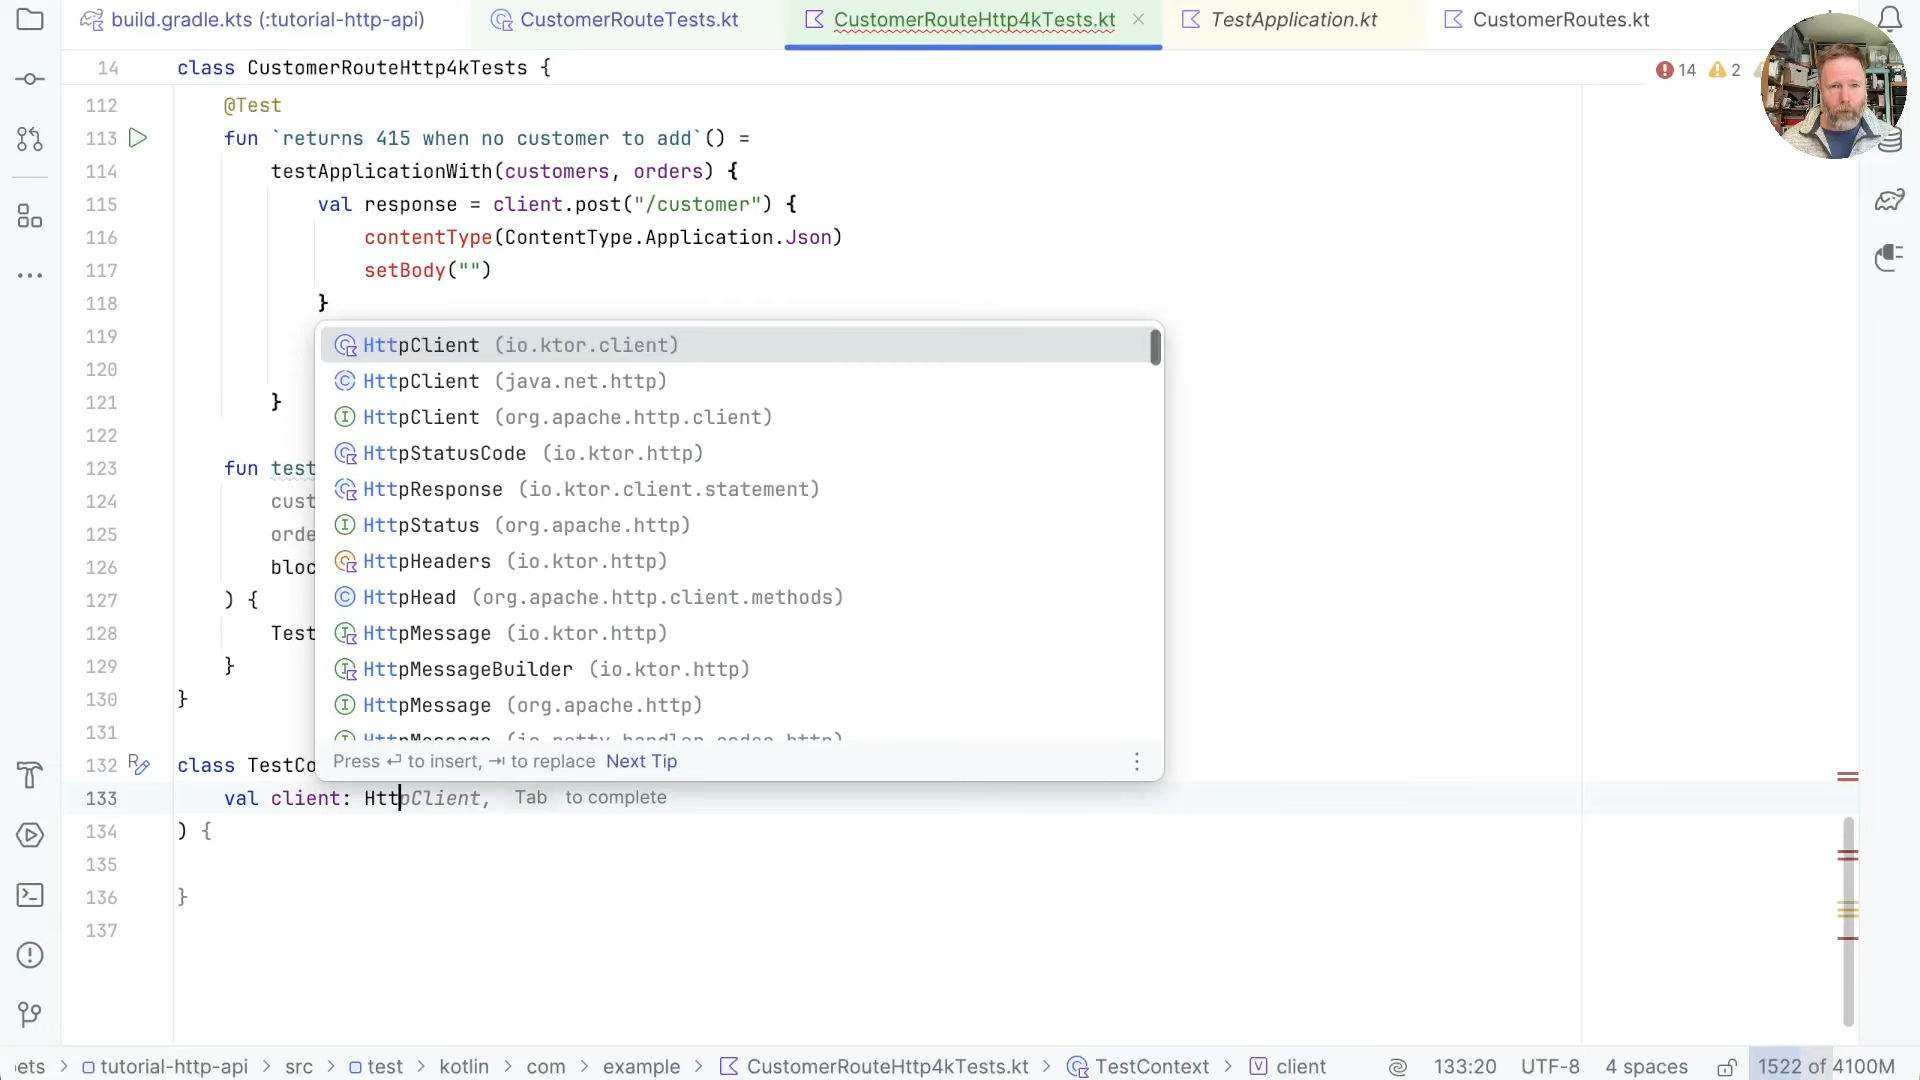 build.gradle.kts (:tutorial-http-api)
CustomerRouteTests.kt
CustomerRouteHttp4kTests.kt
TestApplication.kt
CustomerRoutes.kt
14 class CustomerRouteHttp4kTests {
14 2
112 @Test
113 fun `returns 415 when no customer to add`() =
114 testApplicationWith(customers, orders) {
115 val response = client.post("/customer") {
116 contentType(ContentType.Application.Json)
117 setBody("")
118 }
119
120
121 }
122
123 fun test
124 cust
125 orde
126 bloc
127 ) {
128 Test
129 }
130 }
131
132 class TestCo
133 val client: HttpClient, Tab to complete
134 ) {
135
136 }
137
HttpClient (io.ktor.client)
HttpClient (java.net.http)
HttpClient (org.apache.http.client)
HttpStatusCode (io.ktor.http)
HttpResponse (io.ktor.client.statement)
HttpStatus (org.apache.http)
HttpHeaders (io.ktor.http)
HttpHead (org.apache.http.client.methods)
HttpMessage (io.ktor.http)
HttpMessageBuilder (io.ktor.http)
HttpMessage (org.apache.http)
HttpMessage (io.netty.handler.codec.http)
Press ⏎ to insert, ⇥ to replace Next Tip
ets > tutorial-http-api > src > test > kotlin > com > example > CustomerRouteHttp4kTests.kt > TestContext > client
133:20 UTF-8 4 spaces 1522 of 4100M